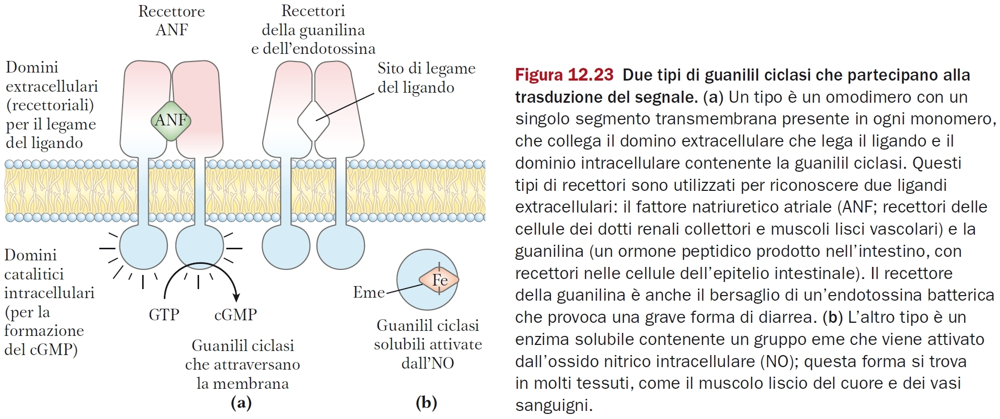 Recettore
ANF
Recettori
della guanilina
e dell'endotossina
Domini
extracellulari
(recettoriali)
per il legame
del ligando
ANF
Sito di legame
del ligando
Domini
catalitici
intracellulari
(per la
formazione
del cGMP)
GTP
cGMP
Eme
Fe
Guanilil ciclasi
che attraversano
la membrana
Guanilil ciclasi
solubili attivate
dall'NO
(a)
(b)
Figura 12.23 Due tipi di guanilil ciclasi che partecipano alla
trasduzione del segnale. (a) Un tipo è un omodimero con un
singolo segmento transmembrana presente in ogni monomero,
che collega il domino extracellulare che lega il ligando e il
dominio intracellulare contenente la guanilil ciclasi. Questi
tipi di recettori sono utilizzati per riconoscere due ligandi
extracellulari: il fattore natriuretico atriale (ANF; recettori delle
cellule dei dotti renali collettori e muscoli lisci vascolari) e la
guanilina (un ormone peptidico prodotto nell'intestino, con
recettori nelle cellule dell'epitelio intestinale). Il recettore
della guanilina è anche il bersaglio di un'endotossina batterica
che provoca una grave forma di diarrea. (b) L'altro tipo è un
enzima solubile contenente un gruppo eme che viene attivato
dall'ossido nitrico intracellulare (NO); questa forma si trova
in molti tessuti, come il muscolo liscio del cuore e dei vasi
sanguigni.